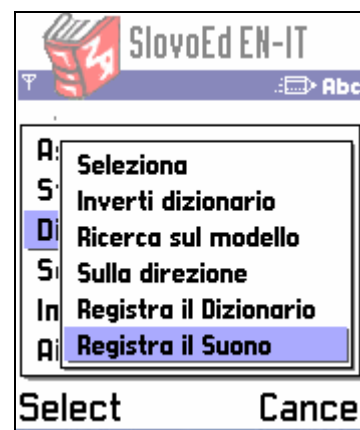 SlovoEd EN-IT
Abc
Seleziona
Inverti dizionario
Ricerca sul modello
Sulla direzione
Registra il Dizionario
Registra il Suono
Select Cance